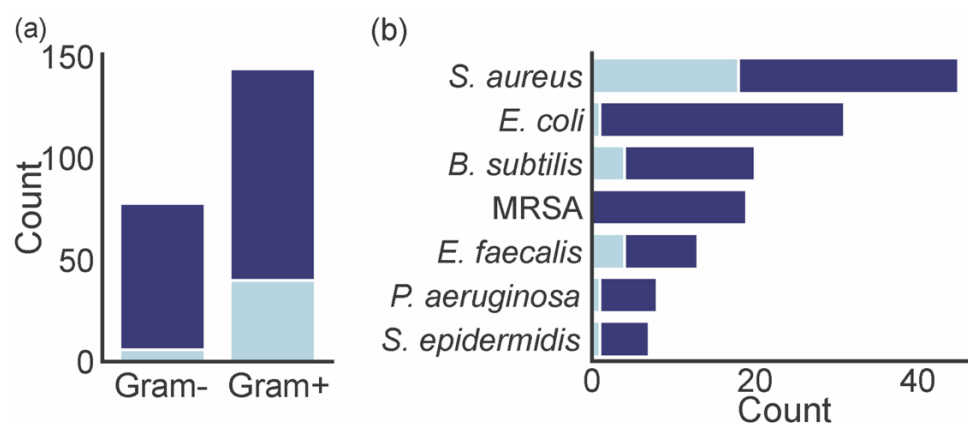 (a)
150
100
50
0
Count
Gram-
Gram+
(b)
S. aureus
E. coli
B. subtilis
MRSA
E. faecalis
P. aeruginosa
S. epidermidis
0
20
40
Count